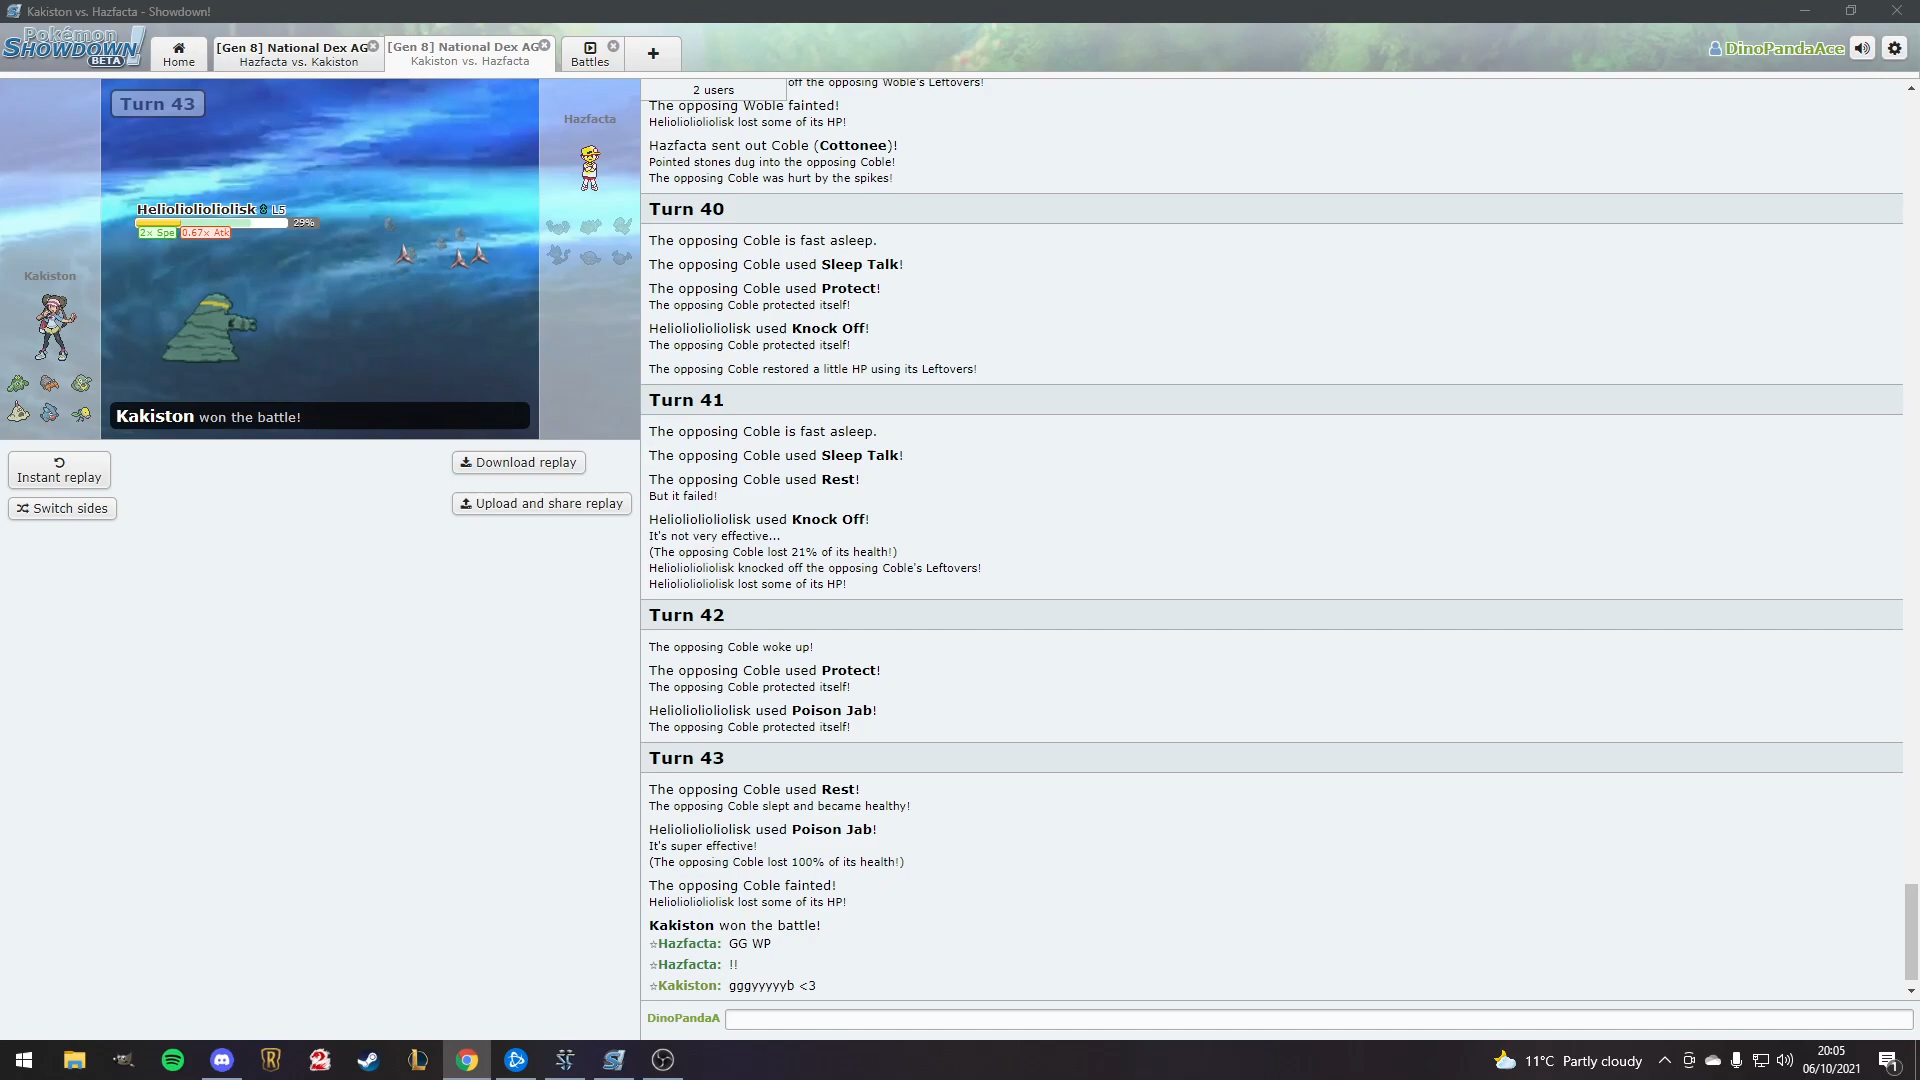 Kakiston vs. Hazfacta - Showdown!
Pokémon
SHOWDOWN!
BETA
Home
[Gen 8] National Dex AG
Hazfacta vs. Kakiston
[Gen 8] National Dex AG
Kakiston vs. Hazfacta
Battles
DinoPandaAce
Turn 43
Hazfacta
Helioliolioliolisk L5
29%
2× Spe 0.67× Atk
Kakiston
Kakiston won the battle!
Instant replay
Switch sides
Download replay
Upload and share replay
2 users
off the opposing Woble's Leftovers!
The opposing Woble fainted!
Helioliolioliolisk lost some of its HP!
Hazfacta sent out Coble (Cottonee)!
Pointed stones dug into the opposing Coble!
The opposing Coble was hurt by the spikes!
Turn 40
The opposing Coble is fast asleep.
The opposing Coble used Sleep Talk!
The opposing Coble used Protect!
The opposing Coble protected itself!
Helioliolioliolisk used Knock Off!
The opposing Coble protected itself!
The opposing Coble restored a little HP using its Leftovers!
Turn 41
The opposing Coble is fast asleep.
The opposing Coble used Sleep Talk!
The opposing Coble used Rest!
But it failed!
Helioliolioliolisk used Knock Off!
It's not very effective...
(The opposing Coble lost 21% of its health!)
Helioliolioliolisk knocked off the opposing Coble's Leftovers!
Helioliolioliolisk lost some of its HP!
Turn 42
The opposing Coble woke up!
The opposing Coble used Protect!
The opposing Coble protected itself!
Helioliolioliolisk used Poison Jab!
The opposing Coble protected itself!
Turn 43
The opposing Coble used Rest!
The opposing Coble slept and became healthy!
Helioliolioliolisk used Poison Jab!
It's super effective!
(The opposing Coble lost 100% of its health!)
The opposing Coble fainted!
Helioliolioliolisk lost some of its HP!
Kakiston won the battle!
☆Hazfacta: GG WP
☆Hazfacta: !!
☆Kakiston: gggyyyyyb <3
DinoPandaA
11°C Partly cloudy
20:05
06/10/2021
1